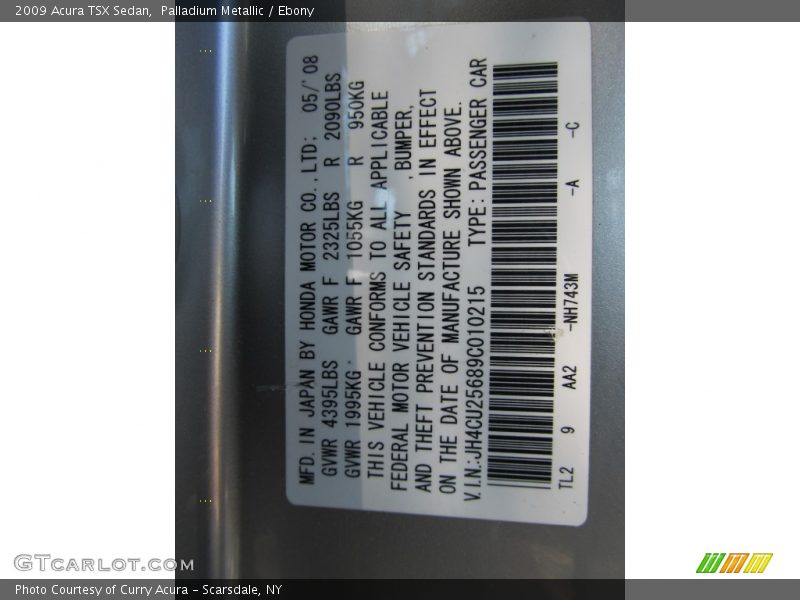 2009 Acura TSX Sedan,  Palladium Metallic / Ebony
MFD. IN JAPAN BY HONDA MOTOR CO.,LTD; 05/'08
GVWR 4395LBS GAWR F 2325LBS R 2090LBS
GVWR 1995KG GAWR F 1055KG R 950KG
THIS VEHICLE CONFORMS TO ALL APPLICABLE
FEDERAL MOTOR VEHICLE SAFETY ,BUMPER,
AND THEFT PREVENTION STANDARDS IN EFFECT
ON THE DATE OF MANUFACTURE SHOWN ABOVE.
V.I.N.:JH4CU25689C010215 TYPE:PASSENGER CAR
TL2 9 AA2 -NH743M -A -C
GTCARLOT.COM
Photo Courtesy of Curry Acura - Scarsdale, NY